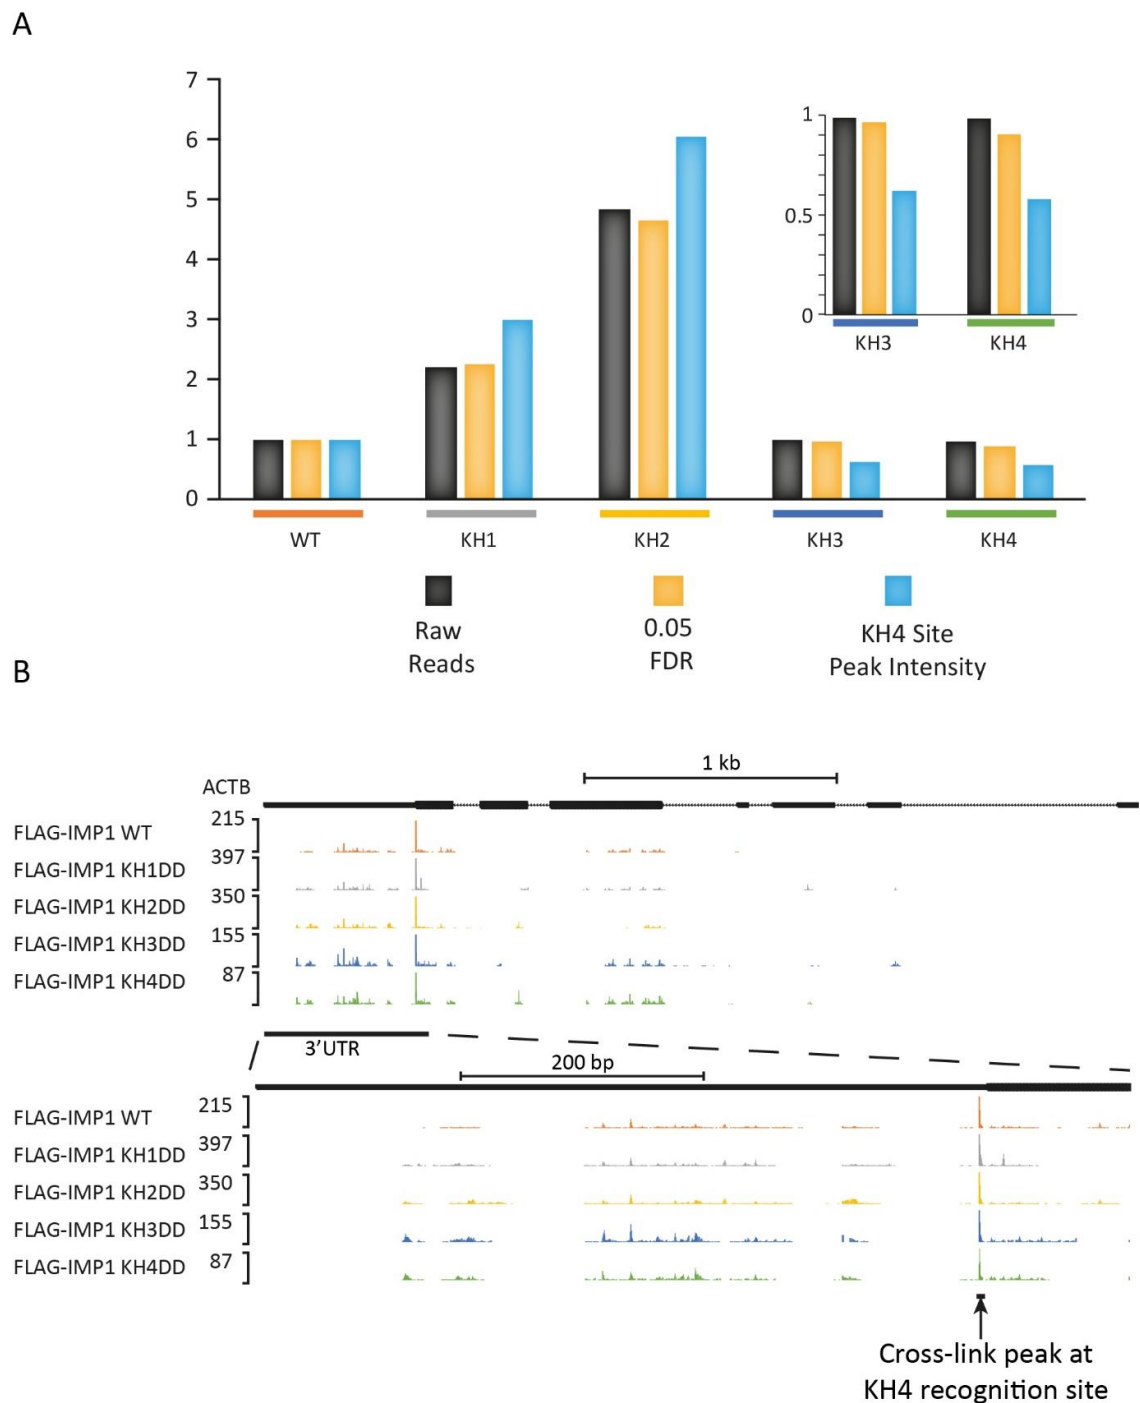 A
7
6
5
4
3
2
1
0
1
0.5
0
KH3
KH4
WT
KH1
KH2
KH3
KH4
Raw
Reads
0.05
FDR
KH4 Site
Peak Intensity
B
1 kb
ACTB
FLAG-IMP1 WT 215
FLAG-IMP1 KH1DD 397
FLAG-IMP1 KH2DD 350
FLAG-IMP1 KH3DD 155
FLAG-IMP1 KH4DD 87
3'UTR
200 bp
FLAG-IMP1 WT 215
FLAG-IMP1 KH1DD 397
FLAG-IMP1 KH2DD 350
FLAG-IMP1 KH3DD 155
FLAG-IMP1 KH4DD 87
Cross-link peak at
KH4 recognition site